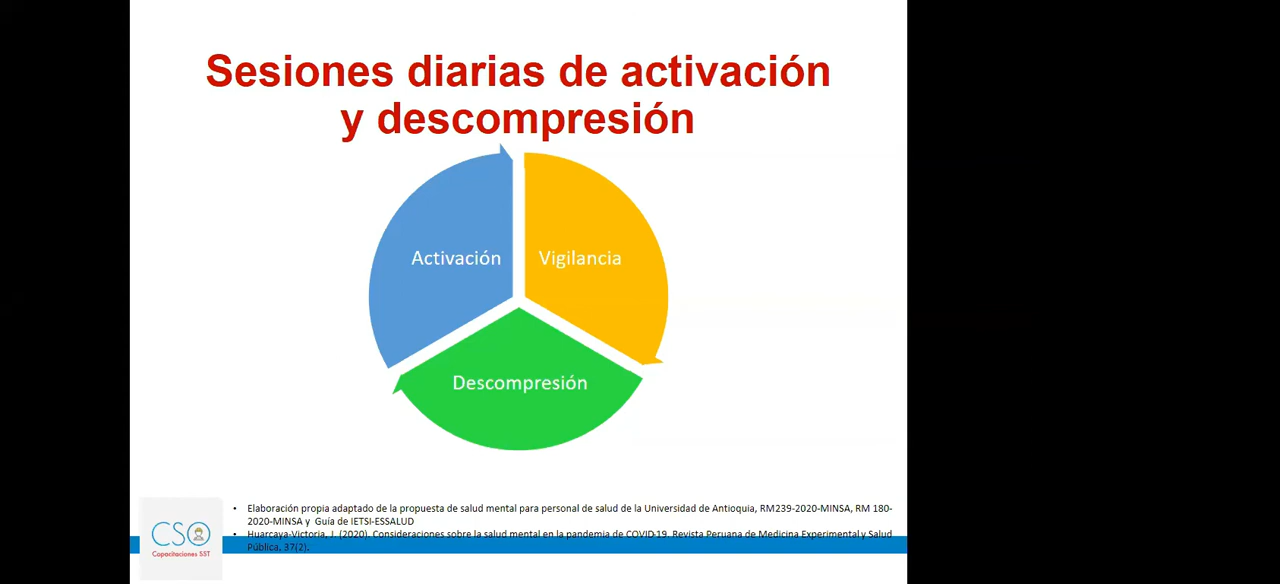 Sesiones diarias de activación
y descompresión
Activación
Vigilancia
Descompresión
• Elaboración propia adaptado de la propuesta de salud mental para personal de salud de la Universidad de Antioquia, RM239-2020-MINSA, RM 180-
2020-MINSA y Guía de IETSI-ESSALUD
• Huarcaya-Victoria, J. (2020). Consideraciones sobre la salud mental en la pandemia de COVID-19. Revista Peruana de Medicina Experimental y Salud
Pública, 37(2).
CSO
Capacitaciones SST